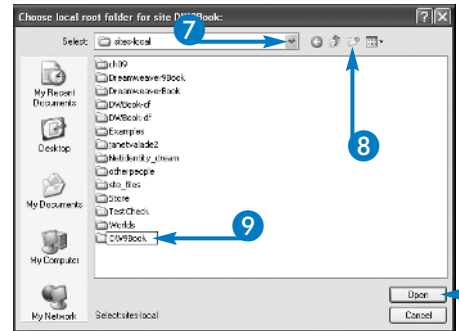 Choose local root folder for site DW9Book:
Select: sites-local
7
8
ch09
Dreamweaver9Book
DreamweaverBook
DWBook-cf
DWBook-df
Examples
janetvalade2
Netidentity_dream
otherpeople
site_files
Store
TestCheck
Worlds
DW9Book
9
My Recent
Documents
Desktop
My Documents
My Computer
My Network
Select:sites-local
Open
Cancel